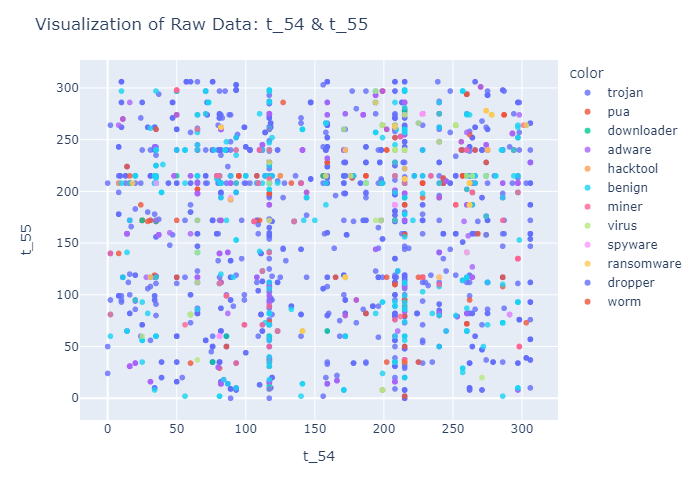 Visualization of Raw Data: t_54 & t_55
color
trojan
pua
downloader
adware
hacktool
benign
miner
virus
spyware
ransomware
dropper
worm
300
250
200
150
100
50
0
t_55
0 50 100 150 200 250 300
t_54